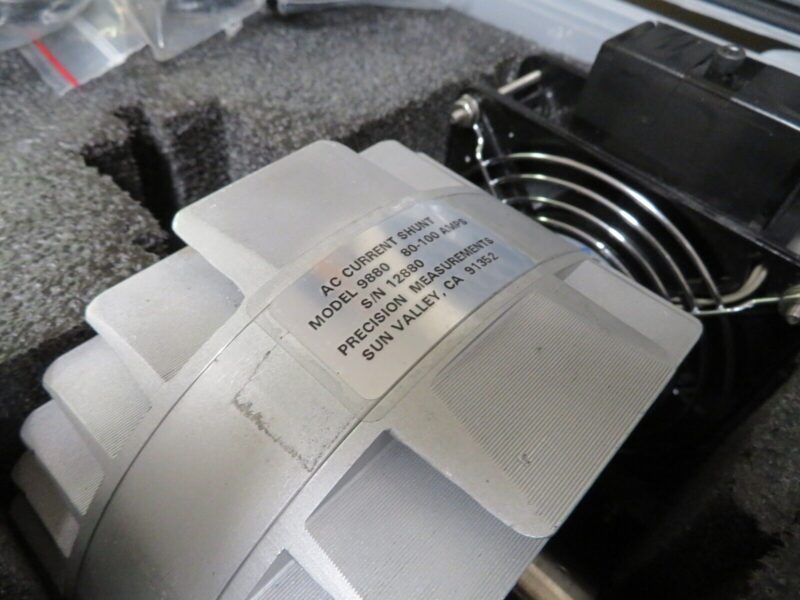 AC CURRENT SHUNT
MODEL 9880 80-100 AMPS
S/N 12880
PRECISION MEASUREMENTS
SUN VALLEY, CA 91352